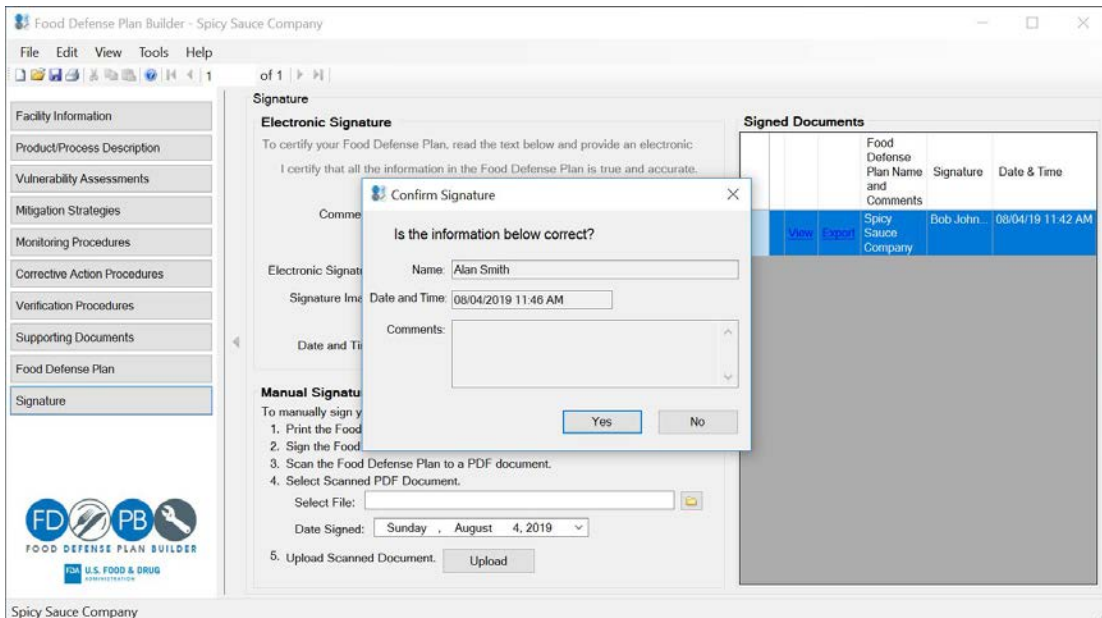 Food Defense Plan Builder - Spicy Sauce Company
File Edit View Tools Help
1 of 1
Facility Information
Product/Process Description
Vulnerability Assessments
Mitigation Strategies
Monitoring Procedures
Corrective Action Procedures
Verification Procedures
Supporting Documents
Food Defense Plan
Signature
FD PB
FOOD DEFENSE PLAN BUILDER
FDA U.S. FOOD & DRUG
ADMINISTRATION
Signature
Electronic Signature
To certify your Food Defense Plan, read the text below and provide an electronic
I certify that all the information in the Food Defense Plan is true and accurate.
Comme
Electronic Signat
Signature Ima
Date and Ti
Confirm Signature
Is the information below correct?
Name: Alan Smith
Date and Time: 08/04/2019 11:46 AM
Comments:
Yes No
Manual Signatu
To manually sign y
1. Print the Food
2. Sign the Food
3. Scan the Food Defense Plan to a PDF document.
4. Select Scanned PDF Document.
Select File:
Date Signed: Sunday , August 4, 2019
5. Upload Scanned Document. Upload
Signed Documents
Food
Defense
Plan Name Signature Date & Time
and
Comments
View Export Spicy Bob John... 08/04/19 11:42 AM
Sauce
Company
Spicy Sauce Company